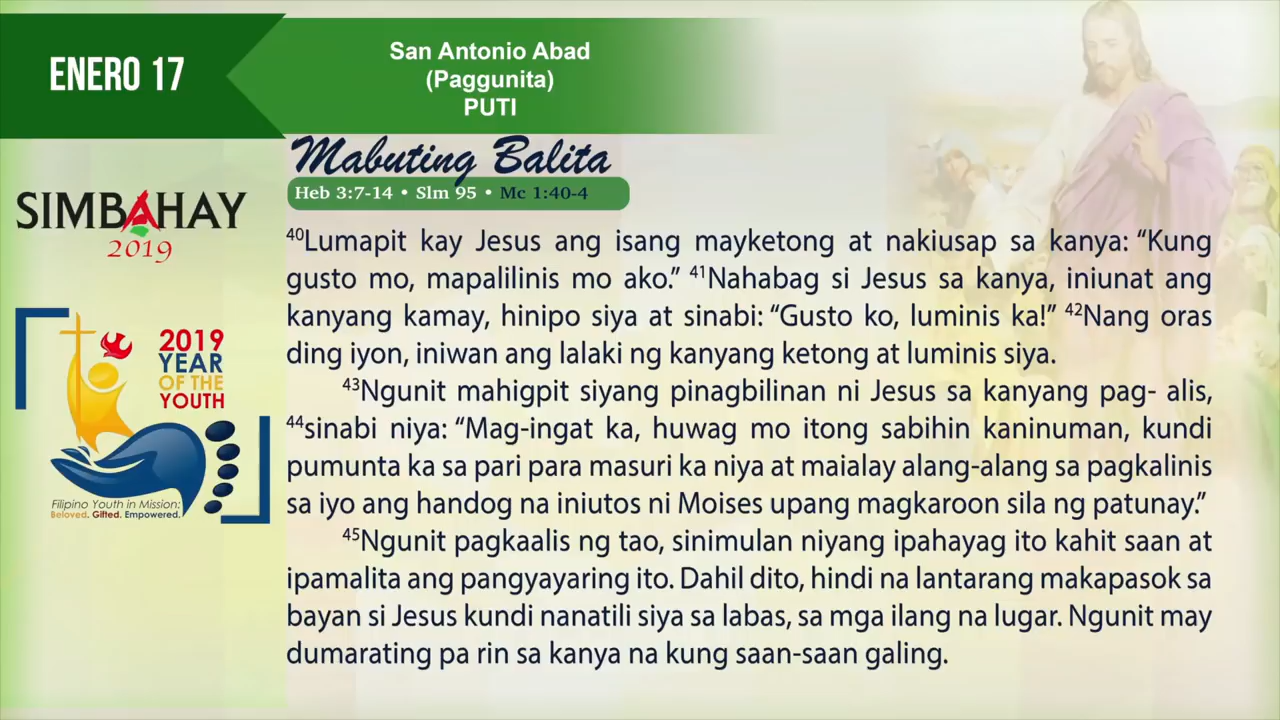 ENERO 17
San Antonio Abad
(Paggunita)
PUTI
Mabuting Balita
Heb 3:7-14 • Slm 95 • Mc 1:40-4
SIMBAHAY
2019
2019
YEAR
OF THE
YOUTH
Filipino Youth in Mission:
Beloved. Gifted. Empowered.
40Lumapit kay Jesus ang isang mayketong at nakiusap sa kanya: “Kung
gusto mo, mapalilinis mo ako.” 41Nahabag si Jesus sa kanya, iniunat ang
kanyang kamay, hinipo siya at sinabi: “Gusto ko, luminis ka!” 42Nang oras
ding iyon, iniwan ang lalaki ng kanyang ketong at luminis siya.
43Ngunit mahigpit siyang pinagbilinan ni Jesus sa kanyang pag- alis,
44sinabi niya: “Mag-ingat ka, huwag mo itong sabihin kaninuman, kundi
pumunta ka sa pari para masuri ka niya at maialay alang-alang sa pagkalinis
sa iyo ang handog na iniutos ni Moises upang magkaroon sila ng patunay.”
45Ngunit pagkaalis ng tao, sinimulan niyang ipahayag ito kahit saan at
ipamalita ang pangyayaring ito. Dahil dito, hindi na lantarang makapasok sa
bayan si Jesus kundi nanatili siya sa labas, sa mga ilang na lugar. Ngunit may
dumarating pa rin sa kanya na kung saan-saan galing.